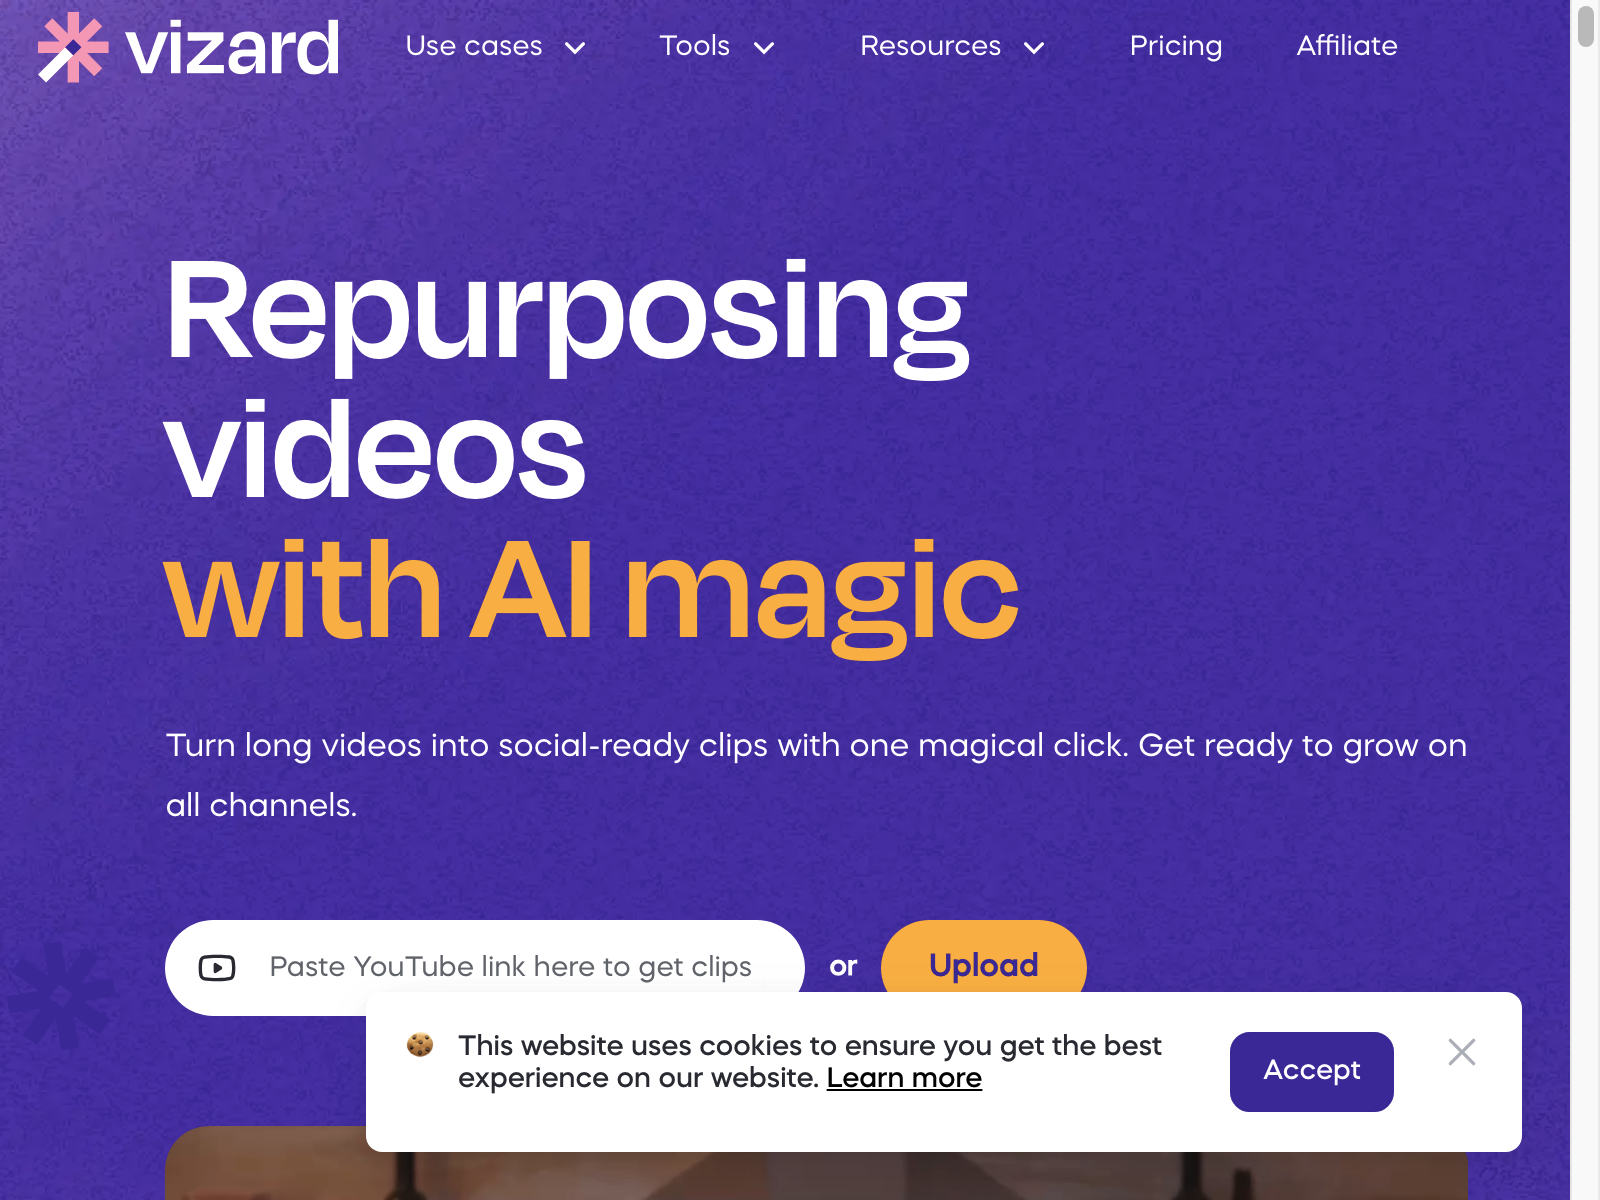 vizard
Use cases
Tools
Resources
Pricing
Affiliate
Repurposing
videos
with AI magic
Turn long videos into social-ready clips with one magical click. Get ready to grow on
all channels.
Paste YouTube link here to get clips
or
Upload
This website uses cookies to ensure you get the best
experience on our website. Learn more
Accept